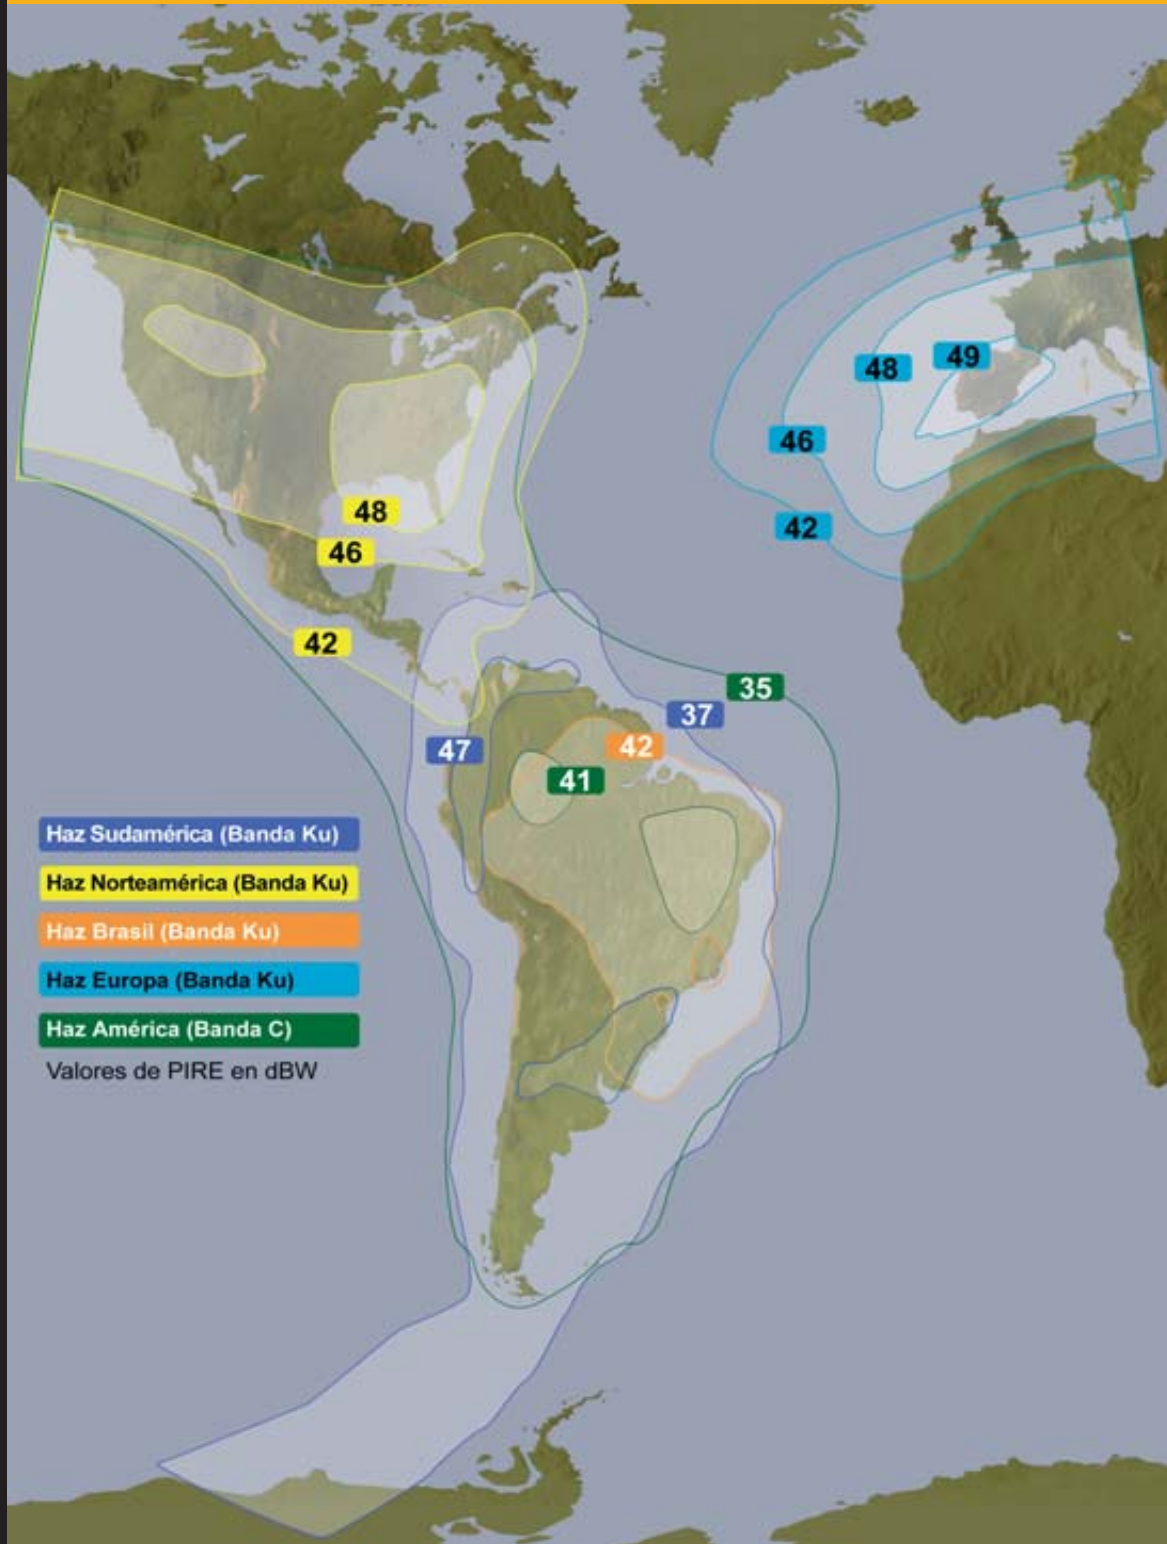 49
48
46
42
48
46
42
35
37
42
47
41
Haz Sudamérica (Banda Ku)
Haz Norteamérica (Banda Ku)
Haz Brasil (Banda Ku)
Haz Europa (Banda Ku)
Haz América (Banda C)
Valores de PIRE en dBW